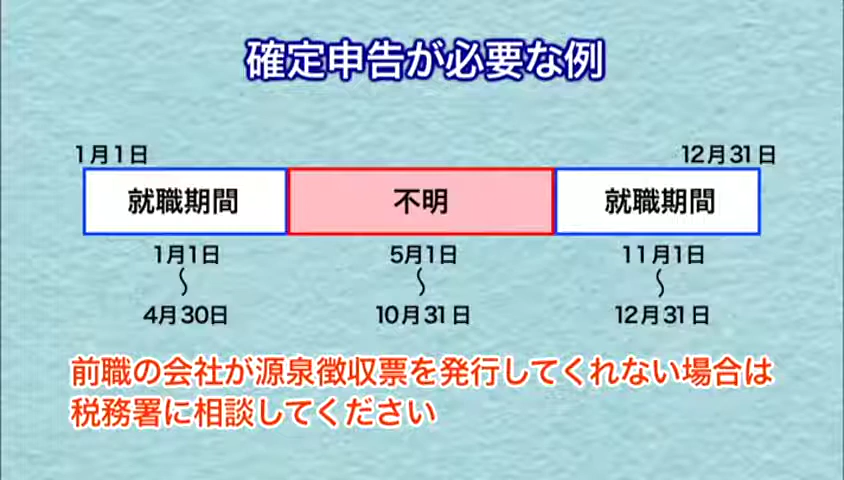 確定申告が必要な例
1月1日 12月31日
就職期間 不明 就職期間
1月1日 5月1日 11月1日
〜 〜 〜
4月30日 10月31日 12月31日
前職の会社が源泉徴収票を発行してくれない場合は
税務署に相談してください